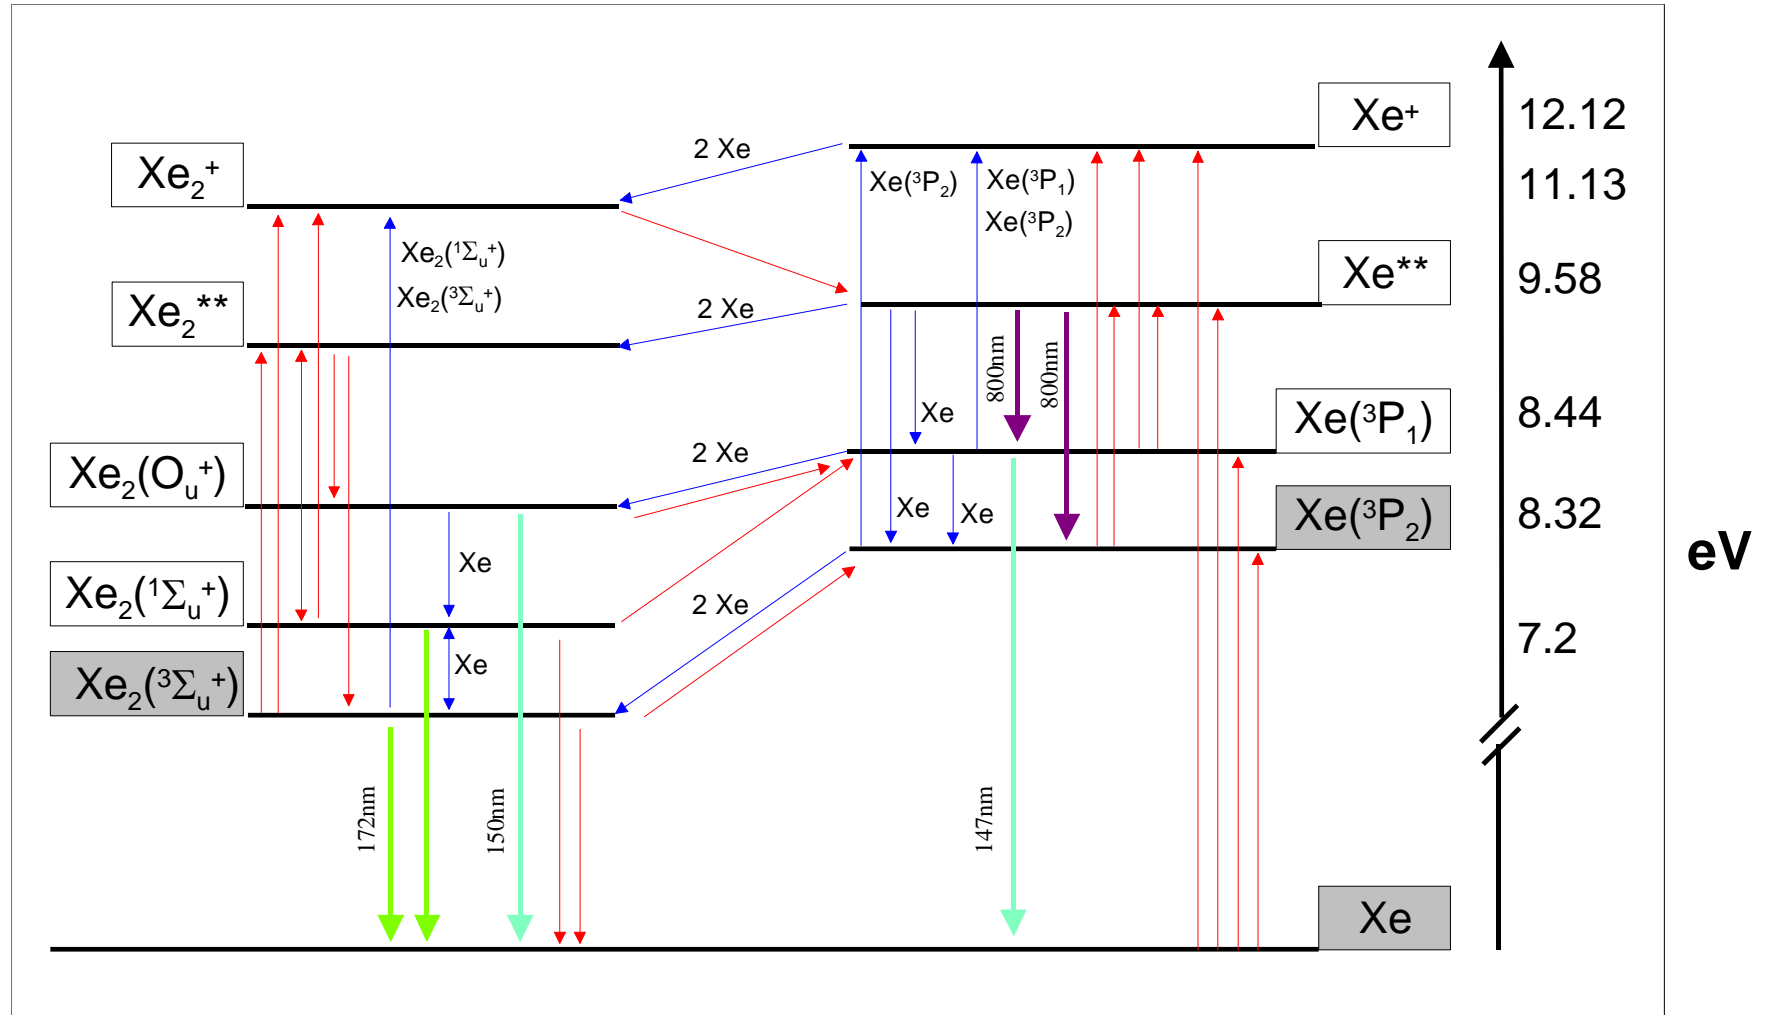 Xe⁺
12.12
2 Xe
Xe₂⁺
Xe(³P₂)
Xe(³P₁)
11.13
Xe(³P₂)
Xe₂(¹Σᵤ⁺)
Xe**
9.58
Xe₂(³Σᵤ⁺)
Xe₂**
2 Xe
800nm
800nm
Xe
Xe(³P₁)
8.44
Xe₂(Oᵤ⁺)
2 Xe
Xe
Xe
Xe(³P₂)
8.32
eV
Xe
Xe₂(¹Σᵤ⁺)
2 Xe
7.2
Xe
Xe₂(³Σᵤ⁺)
172nm
150nm
147nm
Xe